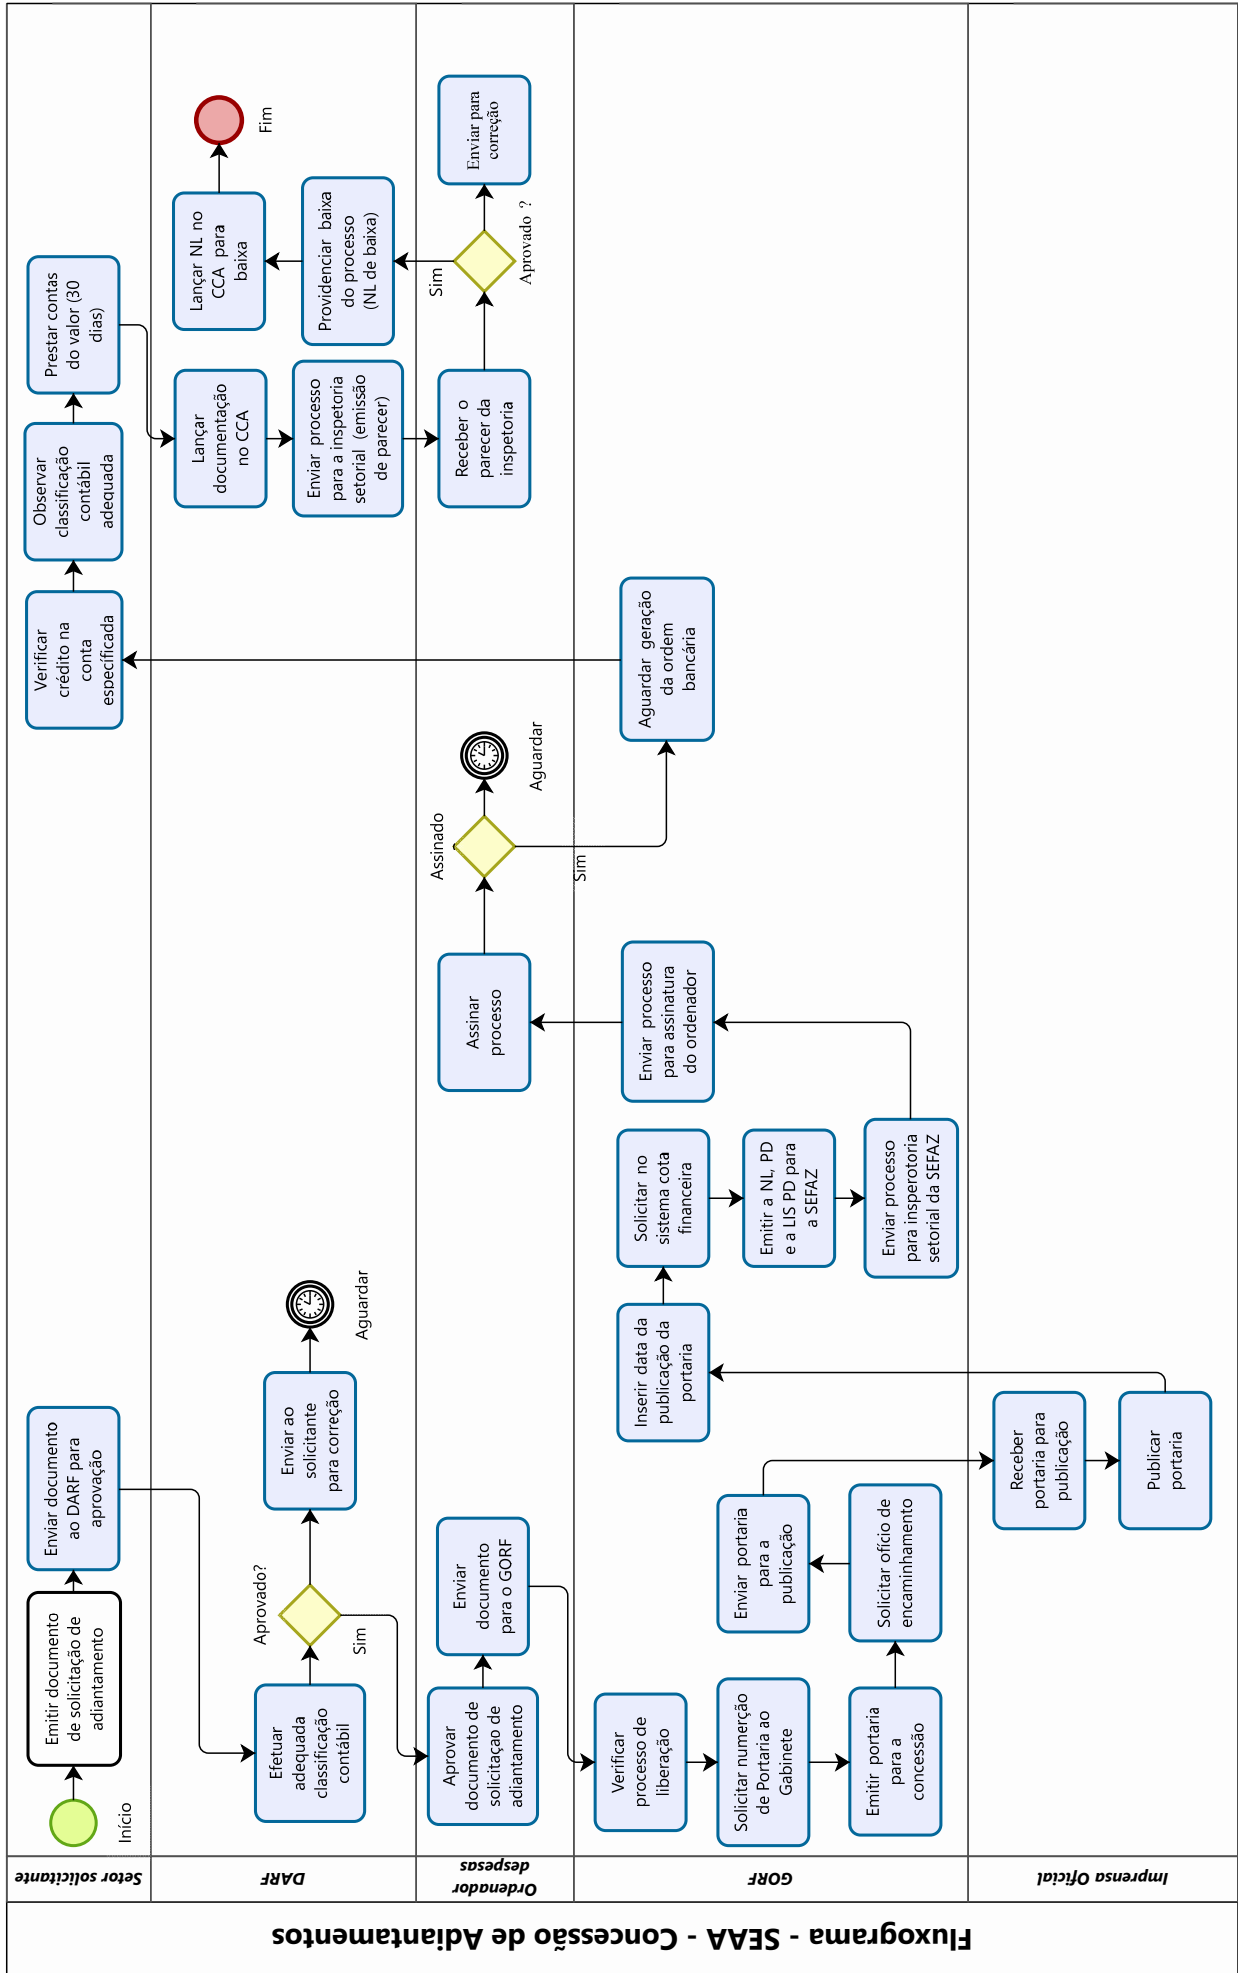 Fluxograma - SEAA - Concessão de Adiantamentos
Setor solicitante
Início
Emitir documento
de solicitação de
adiantamento
Enviar documento
ao DARF para
aprovação
Verificar
crédito na
conta
específicada
Observar
classificação
contábil
adequada
Prestar contas
do valor (30
dias)
DARF
Efetuar
adequada
classificação
contábil
Aprovado?
Sim
Enviar ao
solicitante
para correção
Aguardar
Lançar
documentação
no CCA
Enviar processo
para a inspetoria
setorial (emissão
de parecer)
Providenciar baixa
do processo
(NL de baixa)
Lançar NL no
CCA para
baixa
Fim
Ordenador
despesas
Aprovar
documento de
solicitaçao de
adiantamento
Enviar
documento
para o GORF
Assinar
processo
Assinado
Sim
Aguardar
Receber o
parecer da
inspetoria
Aprovado ?
Sim
Enviar para
correção
GORF
Verificar
processo de
liberação
Solicitar numerção
de Portaria ao
Gabinete
Emitir portaria
para a
concessão
Solicitar ofício de
encaminhamento
Enviar portaria
para a
publicação
Inserir data da
publicação da
portaria
Solicitar no
sistema cota
financeira
Emitir a NL, PD
e a LIS PD para
a SEFAZ
Enviar processo
para insperotoria
setorial da SEFAZ
Enviar processo
para assinatura
do ordenador
Aguardar geração
da ordem
bancária
Imprensa Oficial
Receber
portaria para
publicação
Publicar
portaria